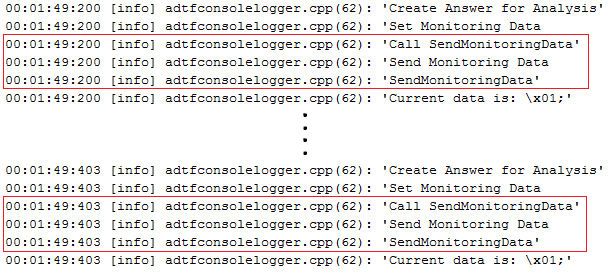 00:01:49:200 [info] adtfconsolelogger.cpp(62): 'Create Answer for Analysis'
00:01:49:200 [info] adtfconsolelogger.cpp(62): 'Set Monitoring Data
00:01:49:200 [info] adtfconsolelogger.cpp(62): 'Call SendMonitoringData'
00:01:49:200 [info] adtfconsolelogger.cpp(62): 'Send Monitoring Data
00:01:49:200 [info] adtfconsolelogger.cpp(62): 'SendMonitoringData'
00:01:49:200 [info] adtfconsolelogger.cpp(62): 'Current data is: \x01;'
00:01:49:403 [info] adtfconsolelogger.cpp(62): 'Create Answer for Analysis'
00:01:49:403 [info] adtfconsolelogger.cpp(62): 'Set Monitoring Data
00:01:49:403 [info] adtfconsolelogger.cpp(62): 'Call SendMonitoringData'
00:01:49:403 [info] adtfconsolelogger.cpp(62): 'Send Monitoring Data
00:01:49:403 [info] adtfconsolelogger.cpp(62): 'SendMonitoringData'
00:01:49:403 [info] adtfconsolelogger.cpp(62): 'Current data is: \x01;'